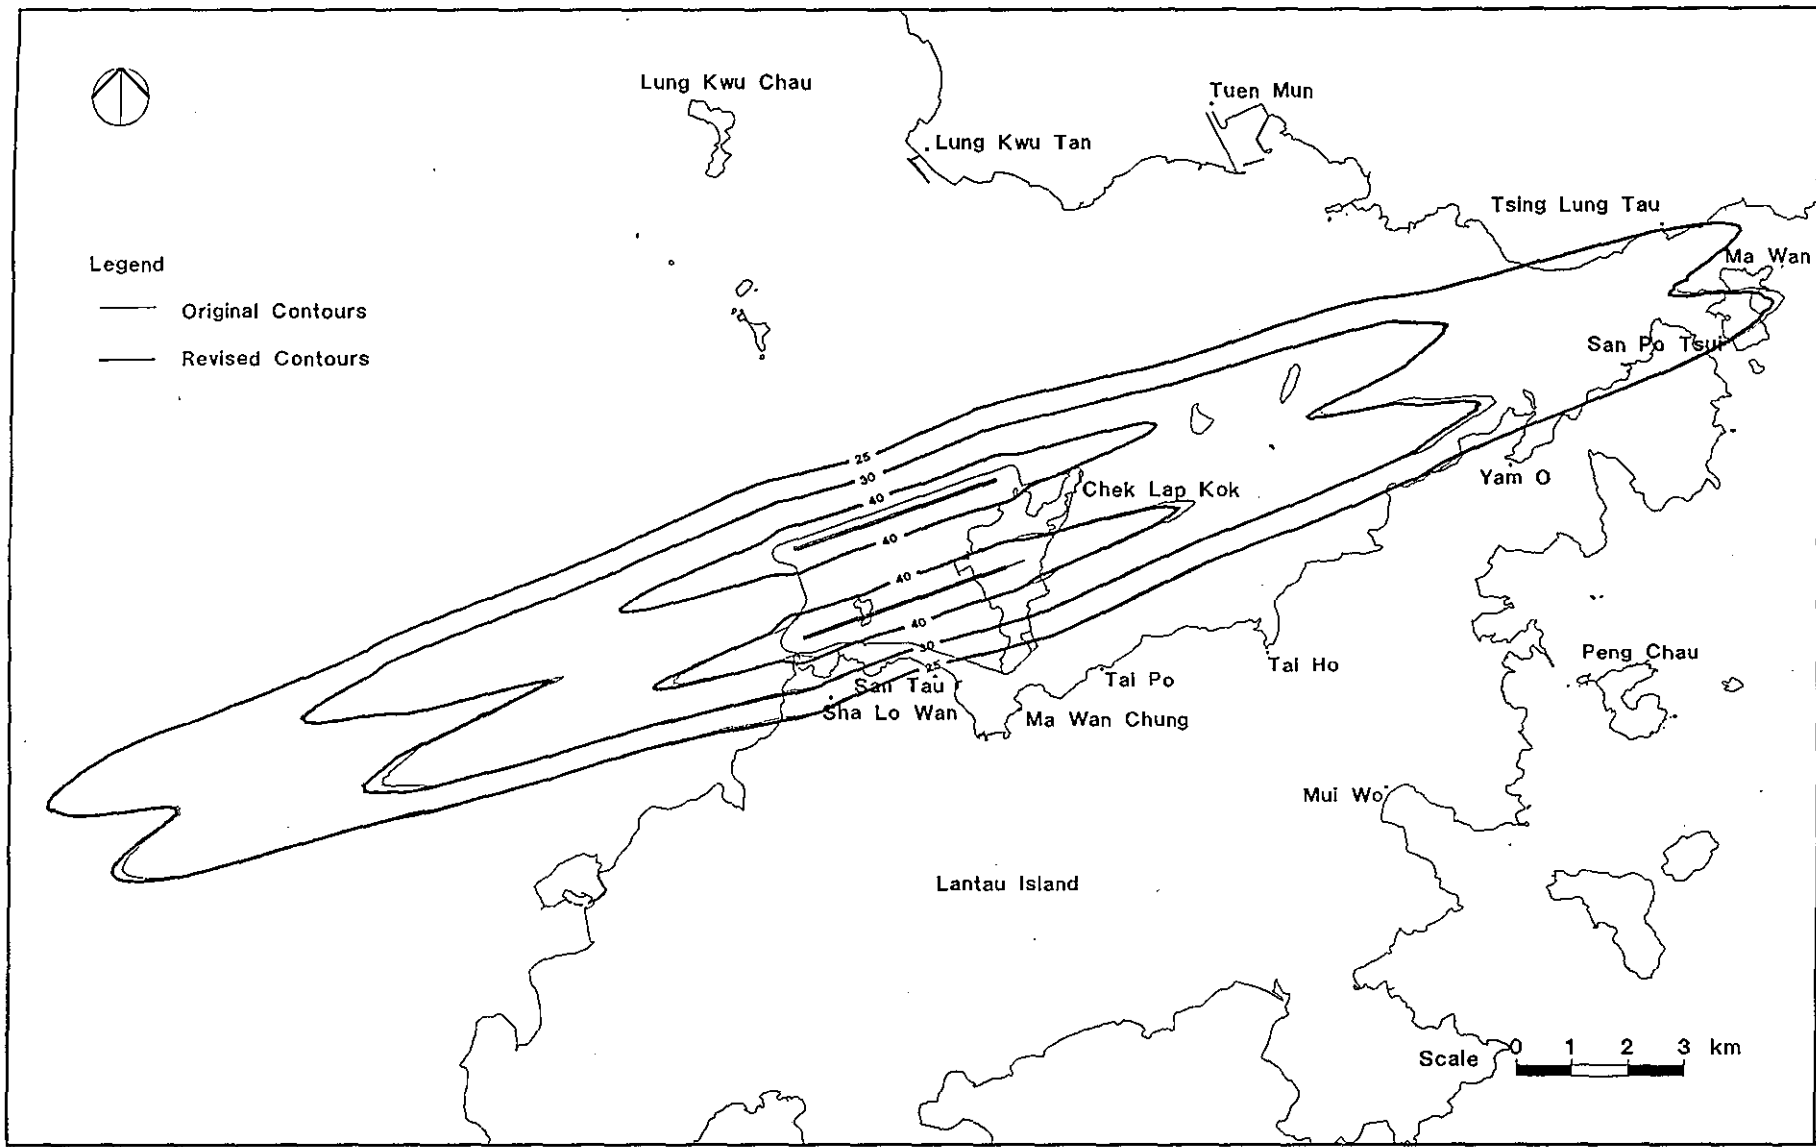 Lung Kwu Chau
Tuen Mun
Lung Kwu Tan
Tsing Lung Tau
Ma Wan
Legend
Original Contours
Revised Contours
San Po Tsui
25
30
40
Yam O
Chek Lap Kok
40
40
40
30
25
San Tau
Sha Lo Wan
Ma Wan Chung
Tai Po
Tai Ho
Peng Chau
Mui Wo
Lantau Island
Scale 0 1 2 3 km